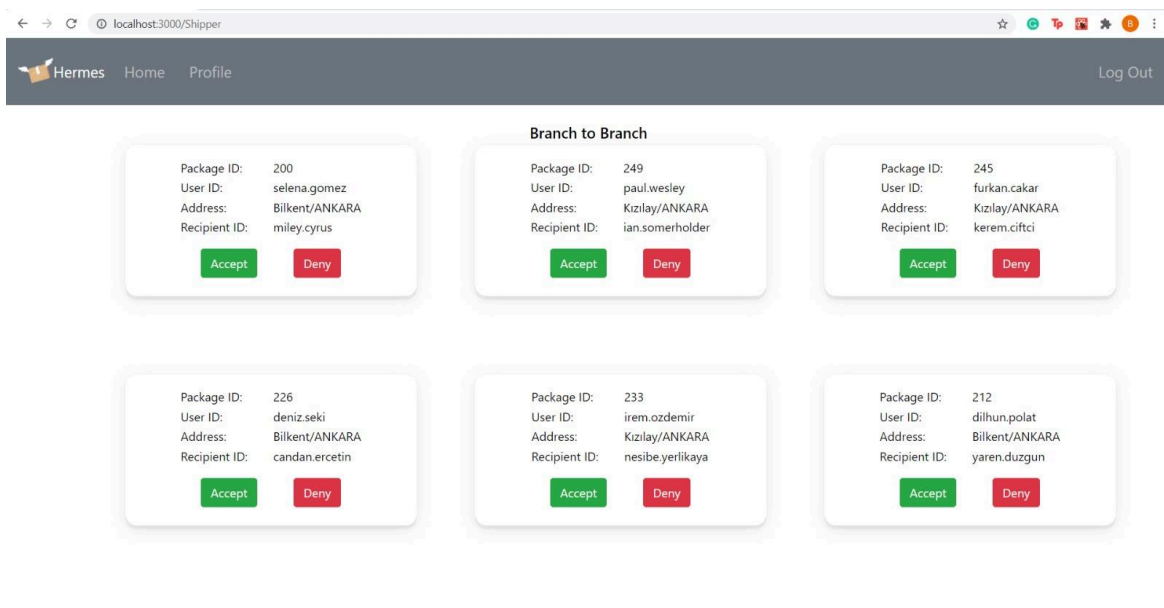 localhost:3000/Shipper
Hermes Home Profile Log Out
Branch to Branch
Package ID: 200
User ID: selena.gomez
Address: Bilkent/ANKARA
Recipient ID: miley.cyrus
Accept Deny
Package ID: 249
User ID: paul.wesley
Address: Kızılay/ANKARA
Recipient ID: ian.somerholder
Accept Deny
Package ID: 245
User ID: furkan.cakar
Address: Kızılay/ANKARA
Recipient ID: kerem.ciftci
Accept Deny
Package ID: 226
User ID: deniz.seki
Address: Bilkent/ANKARA
Recipient ID: candan.ercetin
Accept Deny
Package ID: 233
User ID: irem.ozdemir
Address: Kızılay/ANKARA
Recipient ID: nesibe.yerlikaya
Accept Deny
Package ID: 212
User ID: dilhun.polat
Address: Bilkent/ANKARA
Recipient ID: yaren.duzgun
Accept Deny